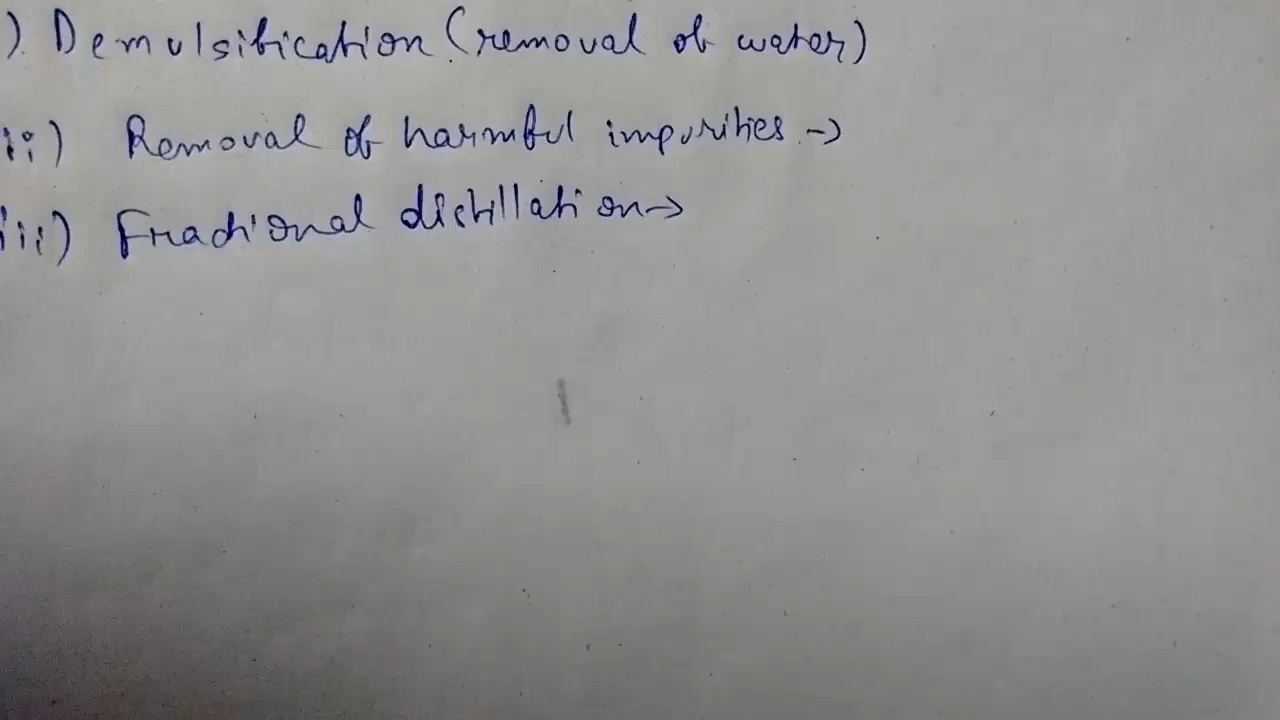 ). Demulsification (removal of water)
ii) Removal of harmful impurities →
iii) Fractional distillation →